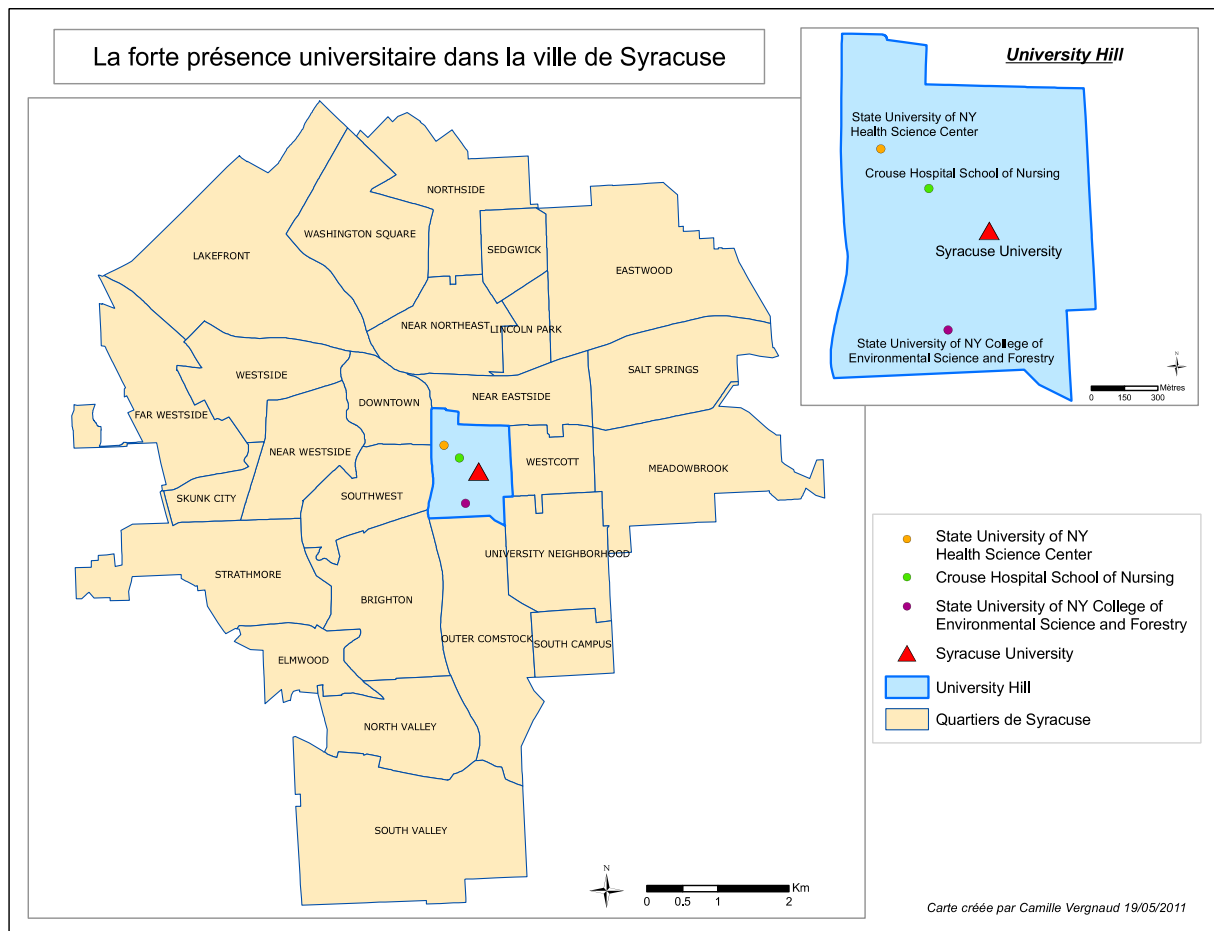 La forte présence universitaire dans la ville de Syracuse
University Hill
State University of NY
Health Science Center
Crouse Hospital School of Nursing
Syracuse University
State University of NY College of
Environmental Science and Forestry
N
0 150 300 Mètres
NORTHSIDE
WASHINGTON SQUARE
SEDGWICK
LAKEFRONT
EASTWOOD
NEAR NORTHEAST
LINCOLN PARK
WESTSIDE
SALT SPRINGS
DOWNTOWN
NEAR EASTSIDE
FAR WESTSIDE
NEAR WESTSIDE
WESTCOTT
MEADOWBROOK
SKUNK CITY
SOUTHWEST
UNIVERSITY NEIGHBORHOOD
STRATHMORE
BRIGHTON
OUTER COMSTOCK
SOUTH CAMPUS
ELMWOOD
NORTH VALLEY
SOUTH VALLEY
N
Km
0 0.5 1 2
State University of NY
Health Science Center
Crouse Hospital School of Nursing
State University of NY College of
Environmental Science and Forestry
Syracuse University
University Hill
Quartiers de Syracuse
Carte créée par Camille Vergnaud 19/05/2011